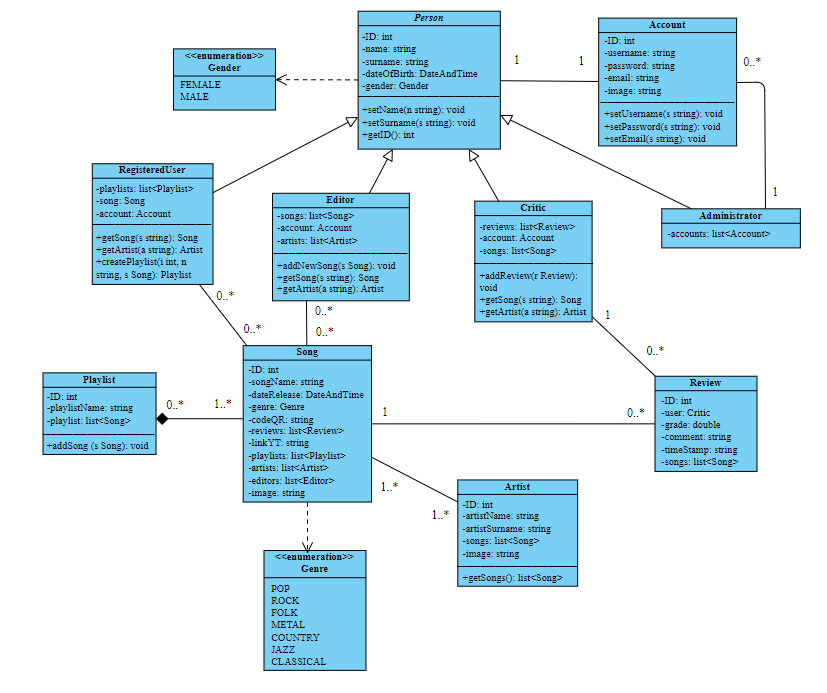 Person
-ID: int
-name: string
-surname: string
-dateOfBirth: DateAndTime
-gender: Gender
+setName(n string): void
+setSurname(s string): void
+getID(): int
Account
-ID: int
-username: string
-password: string
-email: string
-image: string
+setUsername(s string): void
+setPassword(s string): void
+setEmail(s string): void
<<enumeration>>
Gender
FEMALE
MALE
1
1
0..*
1
RegisteredUser
-playlists: list<Playlist>
-song: Song
-account: Account
+getSong(s string): Song
+getArtist(a string): Artist
+createPlaylist(i int, n
string, s Song): Playlist
Editor
-songs: list<Song>
-account: Account
-artists: list<Artist>
+addNewSong(s Song): void
+getSong(s string): Song
+getArtist(a string): Artist
Critic
-reviews: list<Review>
-account: Account
-songs: list<Song>
+addReview(r Review):
void
+getSong(s string): Song
+getArtist(a string): Artist
Administrator
-accounts: list<Account>
0..*
0..*
0..*
0..*
1
0..*
Playlist
-ID: int
-playlistName: string
-playlist: list<Song>
+addSong (s Song): void
0..*
1..*
Song
-ID: int
-songName: string
-dateRelease: DateAndTime
-genre: Genre
-codeQR: string
-reviews: list<Review>
-linkYT: string
-playlists: list<Playlist>
-artists: list<Artist>
-editors: list<Editor>
-image: string
1
0..*
Review
-ID: int
-user: Critic
-grade: double
-comment: string
-timeStamp: string
-songs: list<Song>
1..*
1..*
Artist
-ID: int
-artistName: string
-artistSurname: string
-songs: list<Song>
-image: string
+getSongs(): list<Song>
<<enumeration>>
Genre
POP
ROCK
FOLK
METAL
COUNTRY
JAZZ
CLASSICAL